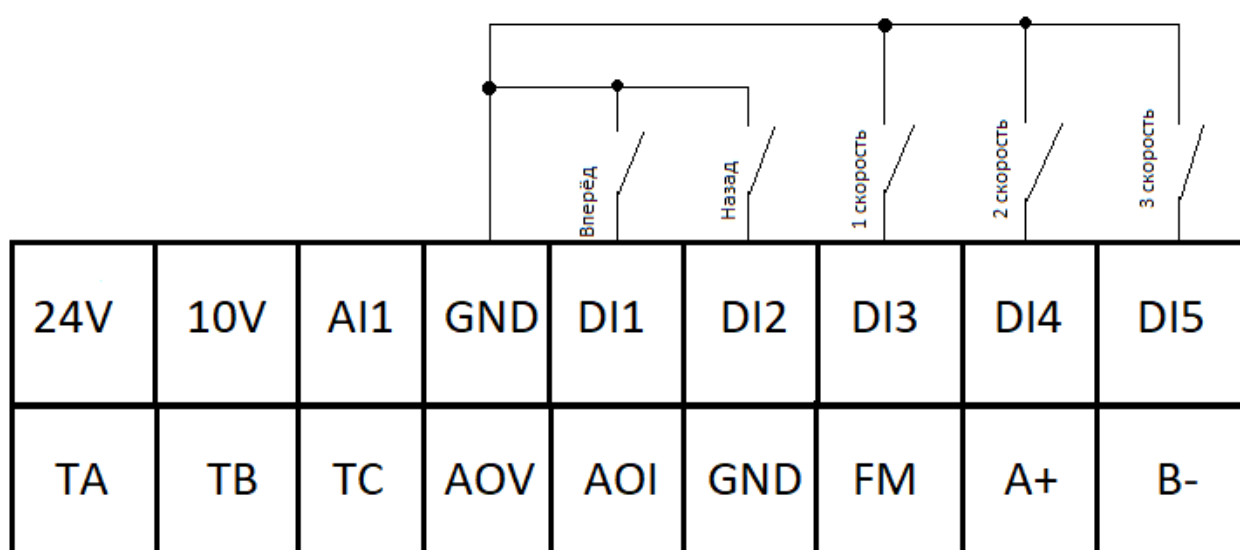 Вперёд
Назад
1 скорость
2 скорость
3 скорость
24V 10V AI1 GND DI1 DI2 DI3 DI4 DI5
TA TB TC AOV AOI GND FM A+ B-